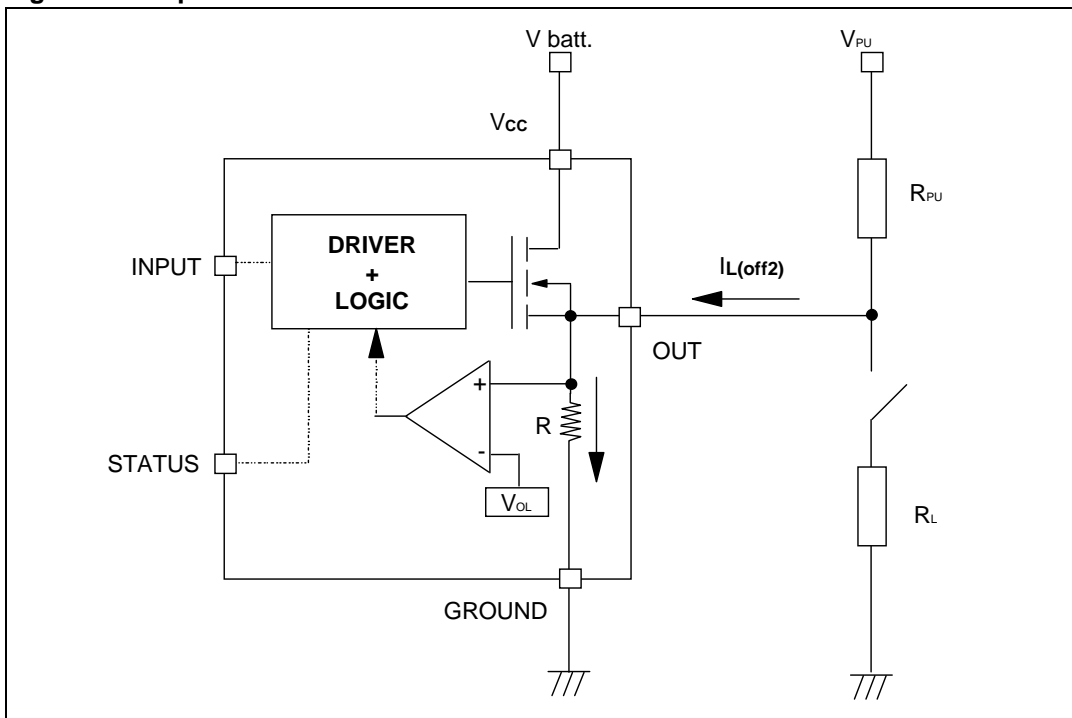 V batt.
VPU
VCC
RPU
DRIVER
+
LOGIC
INPUT
IL(off2)
OUT
+
R
-
STATUS
VOL
RL
GROUND